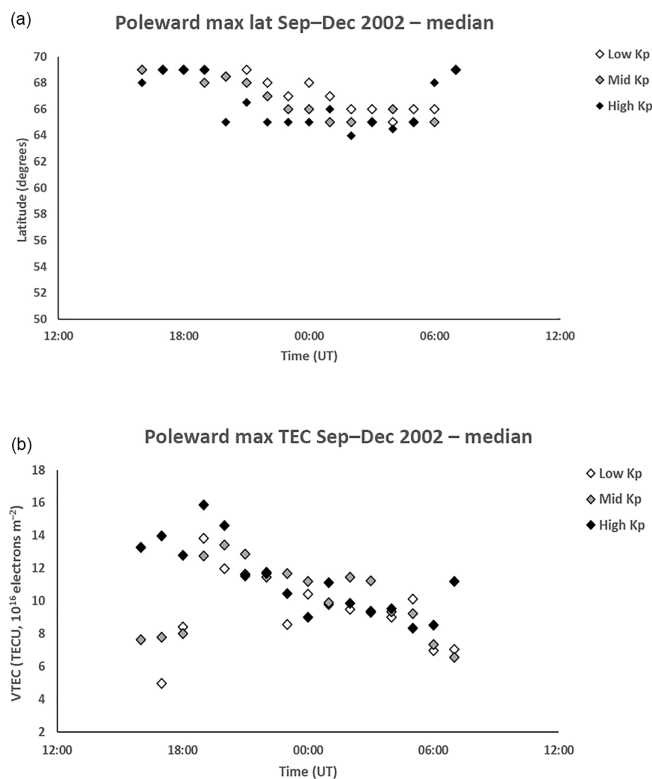 (a)
Poleward max lat Sep–Dec 2002 – median
70
68
66
64
62
60
58
56
54
52
50
Latitude (degrees)
12:00 18:00 00:00 06:00 12:00
Time (UT)
Low Kp
Mid Kp
High Kp
(b)
Poleward max TEC Sep–Dec 2002 – median
18
16
14
12
10
8
6
4
2
VTEC (TECU, 10¹⁶ electrons m⁻²)
12:00 18:00 00:00 06:00 12:00
Time (UT)
Low Kp
Mid Kp
High Kp